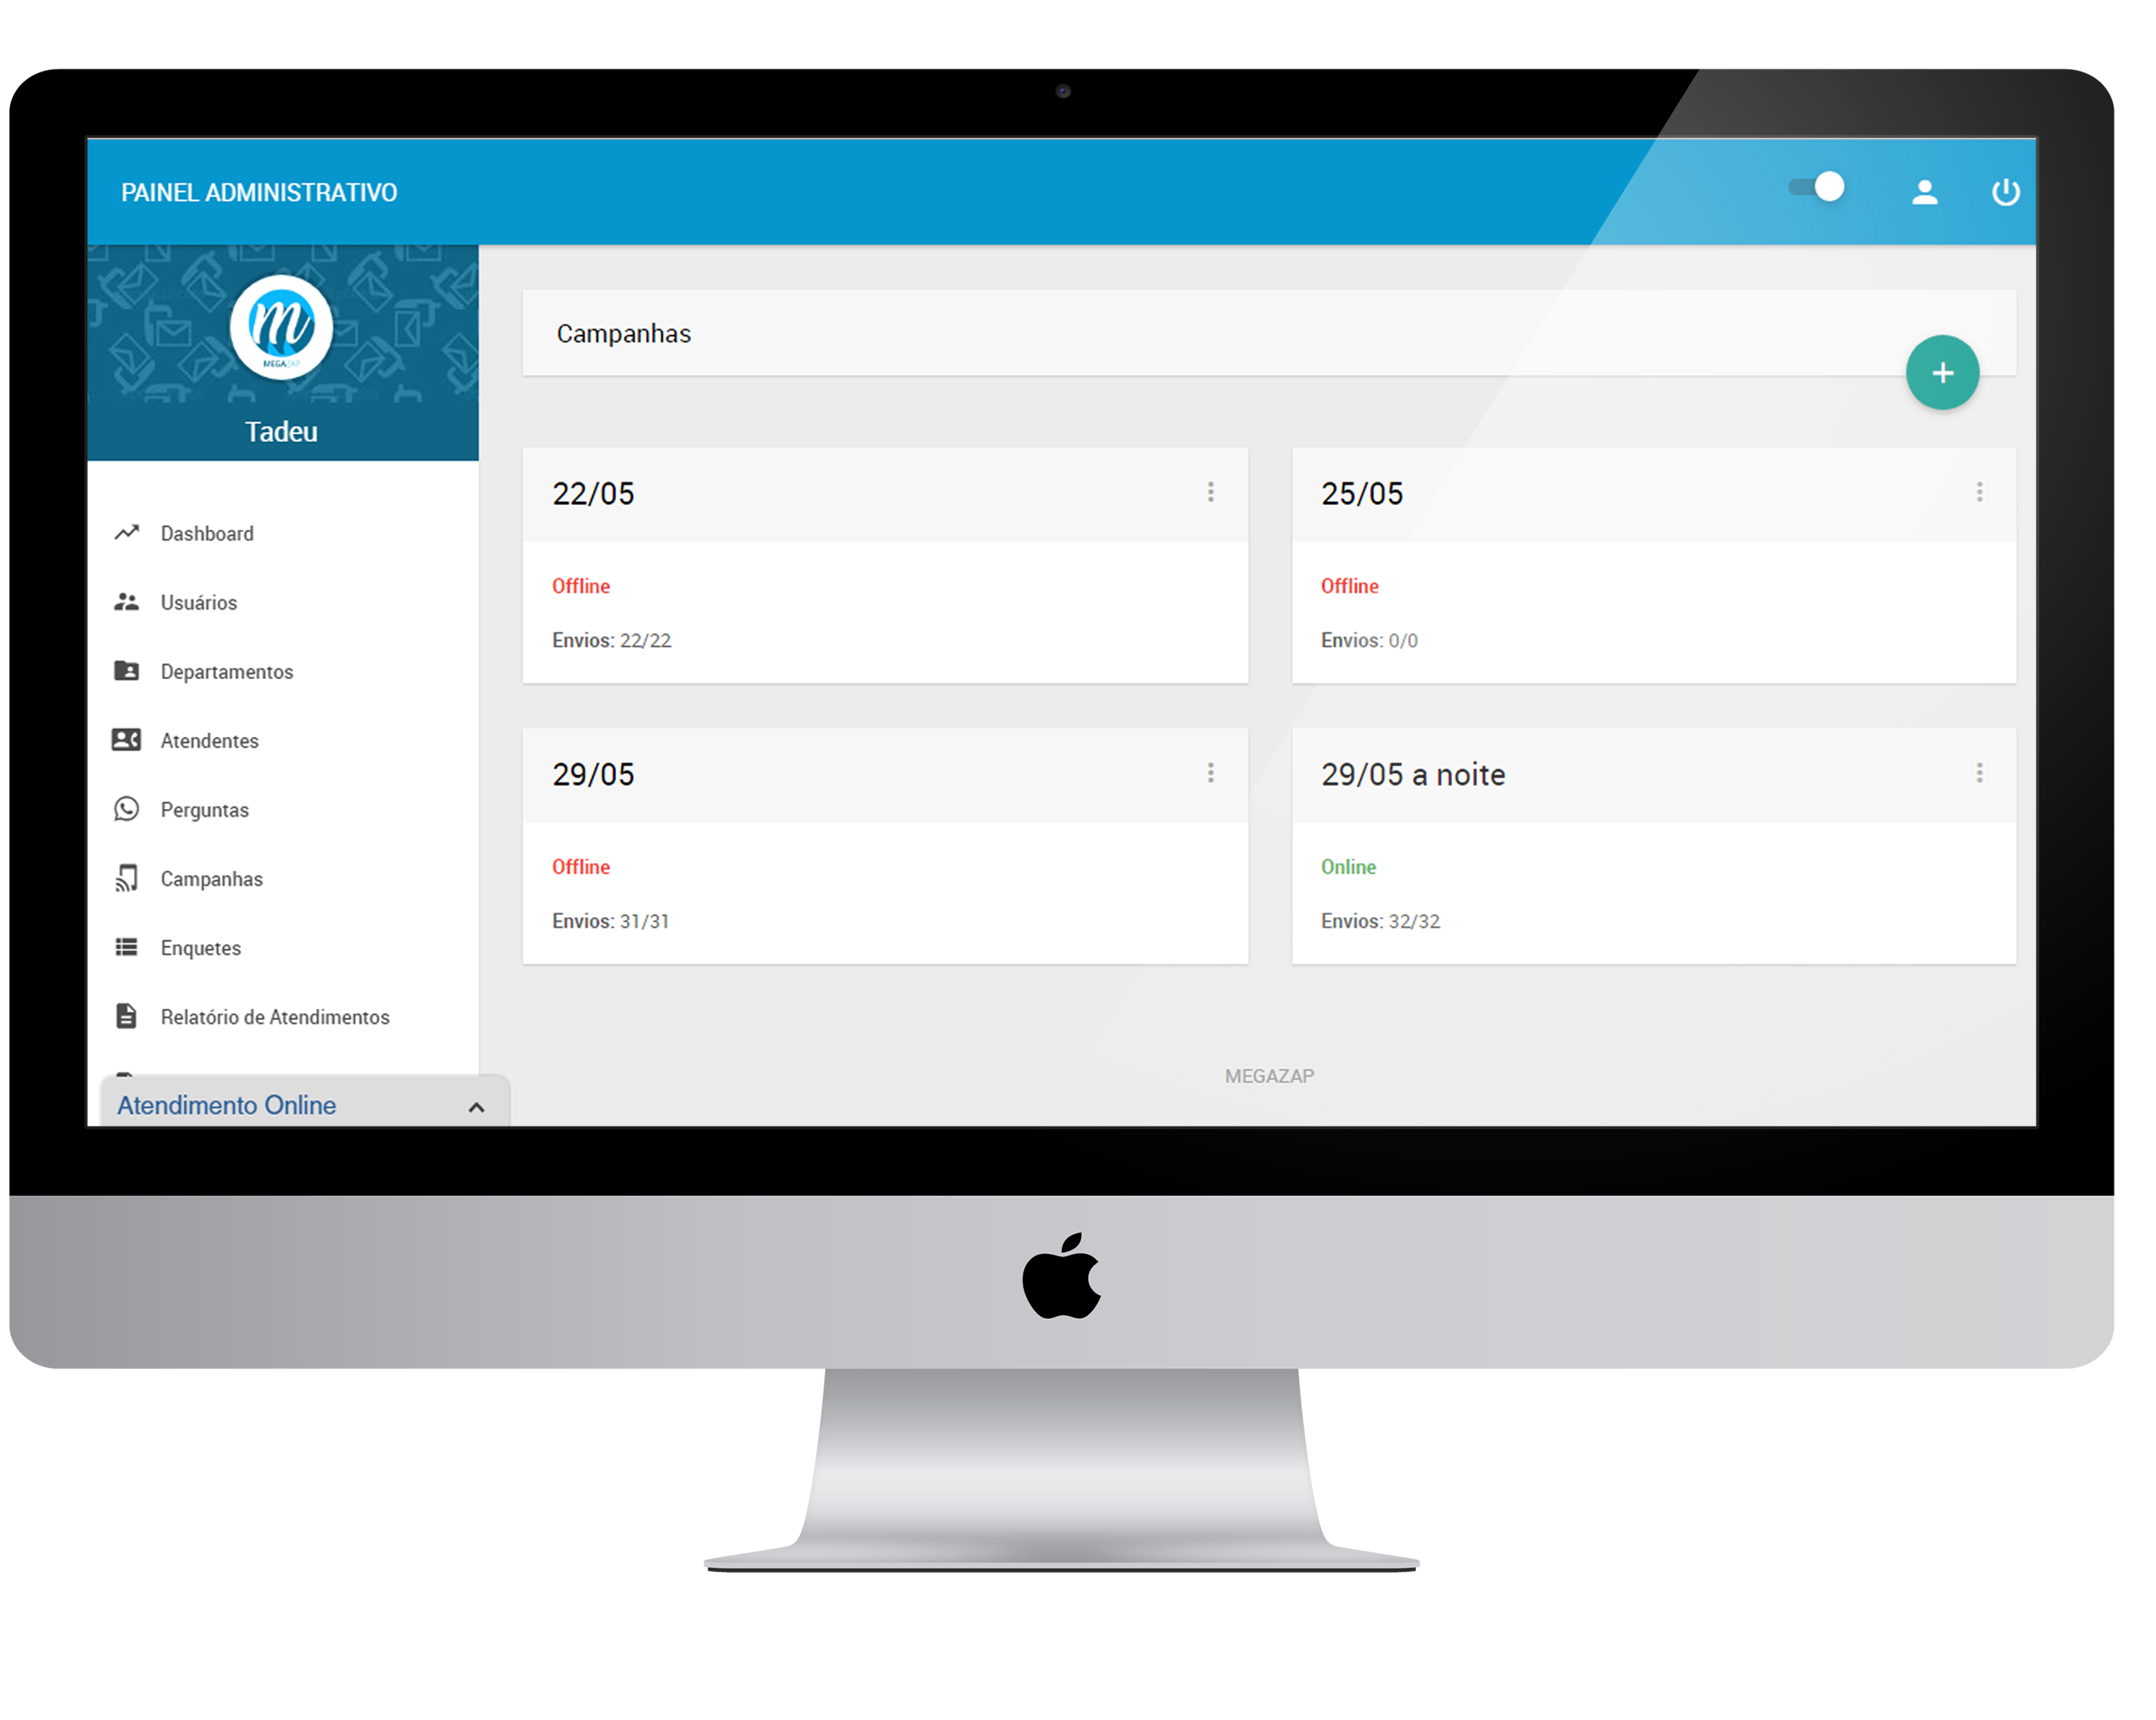 PAINEL ADMINISTRATIVO
MEGAZAP
Tadeu
Dashboard
Usuários
Departamentos
Atendentes
Perguntas
Campanhas
Enquetes
Relatório de Atendimentos
Atendimento Online
Campanhas
22/05
Offline
Envios: 22/22
25/05
Offline
Envios: 0/0
29/05
Offline
Envios: 31/31
29/05 a noite
Online
Envios: 32/32
MEGAZAP